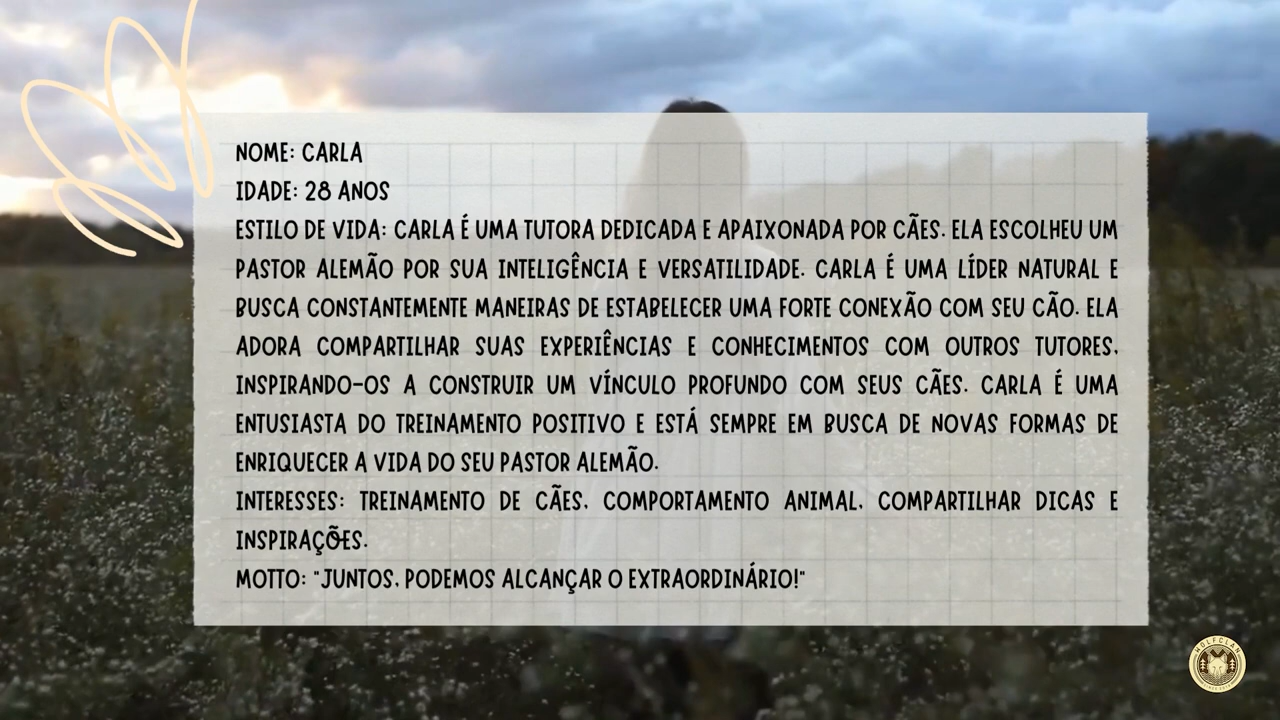 NOME: CARLA
IDADE: 28 ANOS
ESTILO DE VIDA: CARLA É UMA TUTORA DEDICADA E APAIXONADA POR CÃES. ELA ESCOLHEU UM
PASTOR ALEMÃO POR SUA INTELIGÊNCIA E VERSATILIDADE. CARLA É UMA LÍDER NATURAL E
BUSCA CONSTANTEMENTE MANEIRAS DE ESTABELECER UMA FORTE CONEXÃO COM SEU CÃO. ELA
ADORA COMPARTILHAR SUAS EXPERIÊNCIAS E CONHECIMENTOS COM OUTROS TUTORES,
INSPIRANDO-OS A CONSTRUIR UM VÍNCULO PROFUNDO COM SEUS CÃES. CARLA É UMA
ENTUSIASTA DO TREINAMENTO POSITIVO E ESTÁ SEMPRE EM BUSCA DE NOVAS FORMAS DE
ENRIQUECER A VIDA DO SEU PASTOR ALEMÃO.
INTERESSES: TREINAMENTO DE CÃES, COMPORTAMENTO ANIMAL, COMPARTILHAR DICAS E
INSPIRAÇÕES.
MOTTO: "JUNTOS, PODEMOS ALCANÇAR O EXTRAORDINÁRIO!"
WOLFCLAN